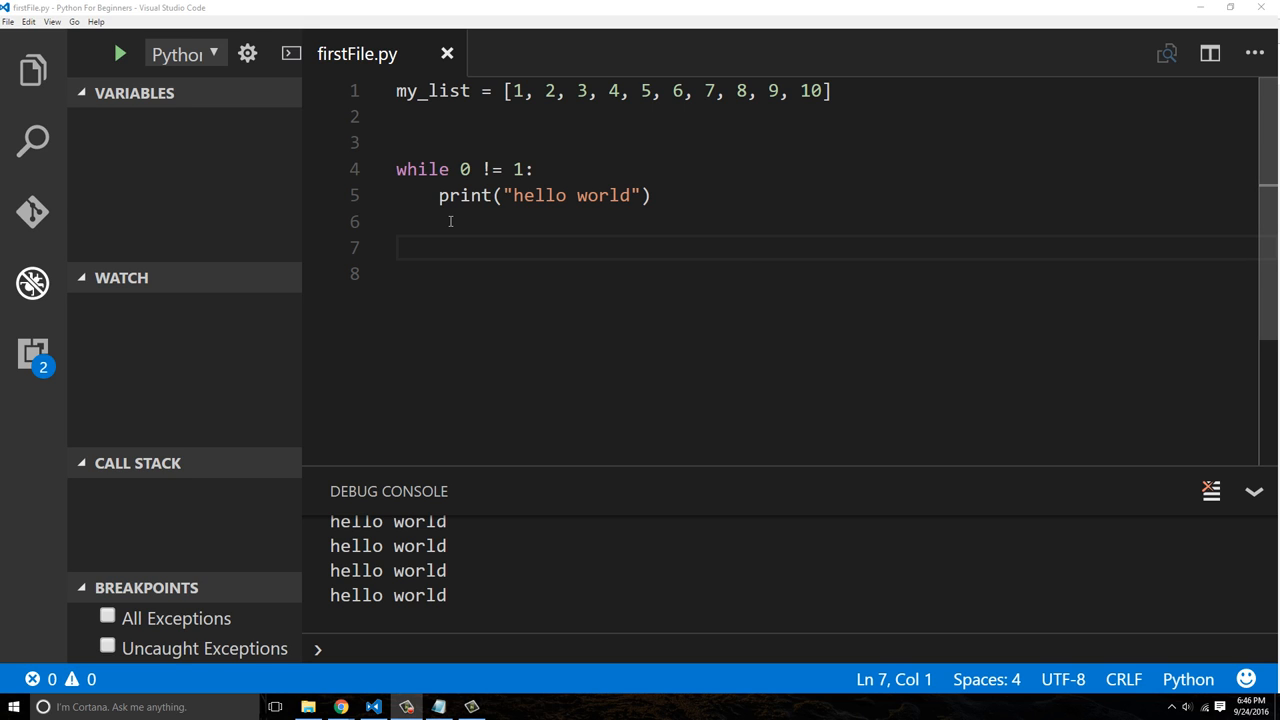 firstFile.py - Python For Beginners - Visual Studio Code
File Edit View Go Help
Python
firstFile.py
VARIABLES
1 my_list = [1, 2, 3, 4, 5, 6, 7, 8, 9, 10]
2
3
4 while 0 != 1:
5 print("hello world")
6
7
8
WATCH
CALL STACK
BREAKPOINTS
All Exceptions
Uncaught Exceptions
2
DEBUG CONSOLE
hello world
hello world
hello world
hello world
0 0 Ln 7, Col 1 Spaces: 4 UTF-8 CRLF Python
I'm Cortana. Ask me anything.
6:46 PM
9/24/2016